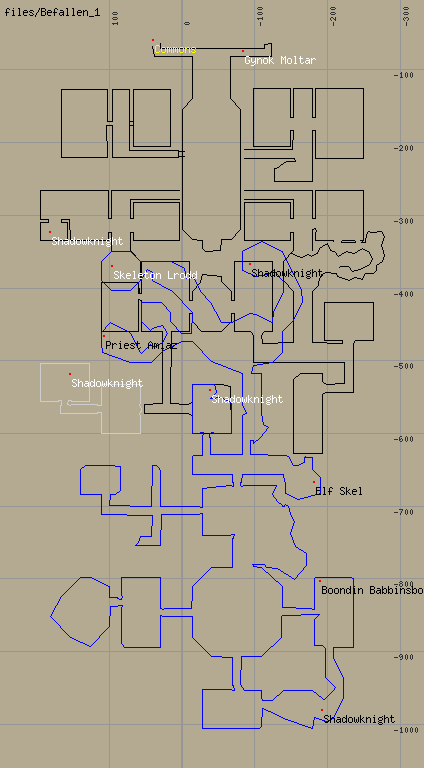 files/Befallen_1
100
0
-100
-200
-300
Commons
Gynok Moltar
-100
-200
-300
Shadowknight
Skeleton Lrodd
Shadowknight
-400
Priest Amiaz
-500
Shadowknight
Shadowknight
-600
Elf Skel
-700
-800
Boondin Babbinsbo
-900
Shadowknight
-1000